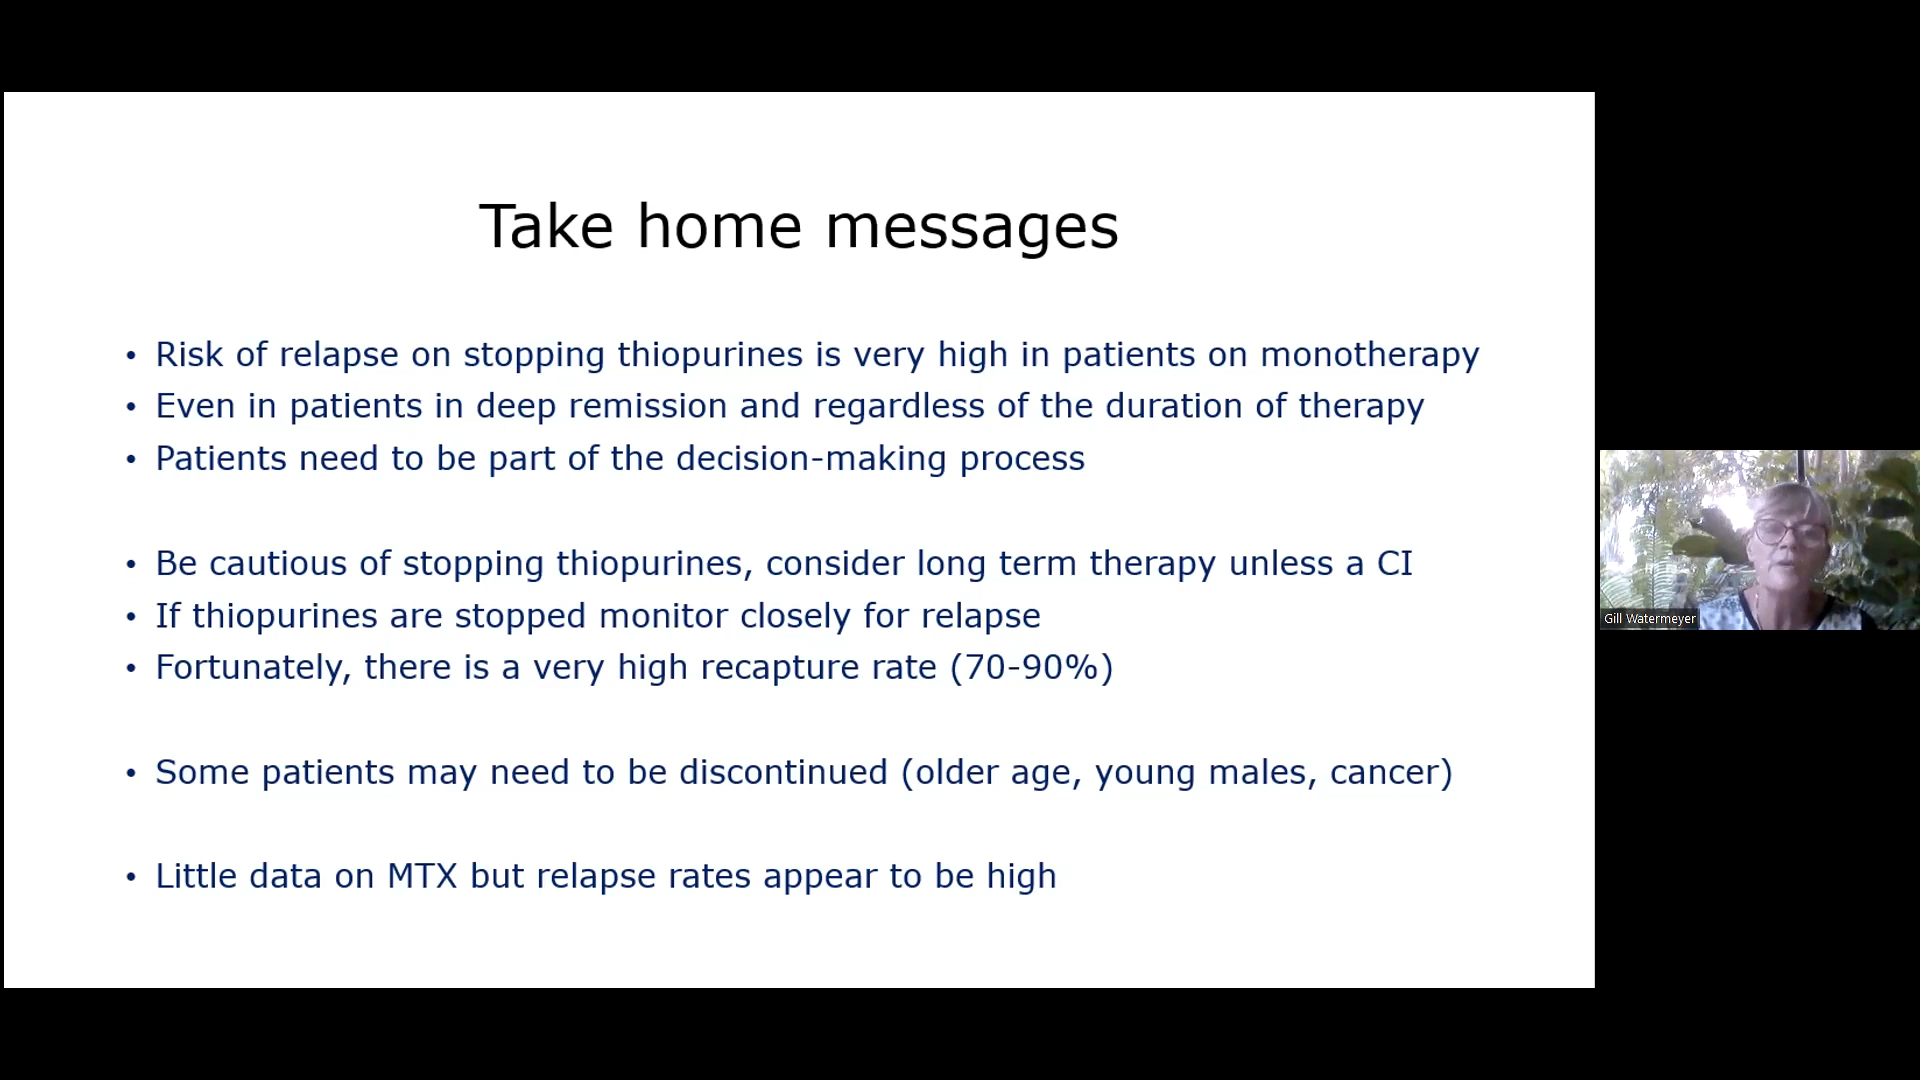 Take home messages
• Risk of relapse on stopping thiopurines is very high in patients on monotherapy
• Even in patients in deep remission and regardless of the duration of therapy
• Patients need to be part of the decision-making process
• Be cautious of stopping thiopurines, consider long term therapy unless a CI
• If thiopurines are stopped monitor closely for relapse
• Fortunately, there is a very high recapture rate (70-90%)
• Some patients may need to be discontinued (older age, young males, cancer)
• Little data on MTX but relapse rates appear to be high
Gill Watermeyer